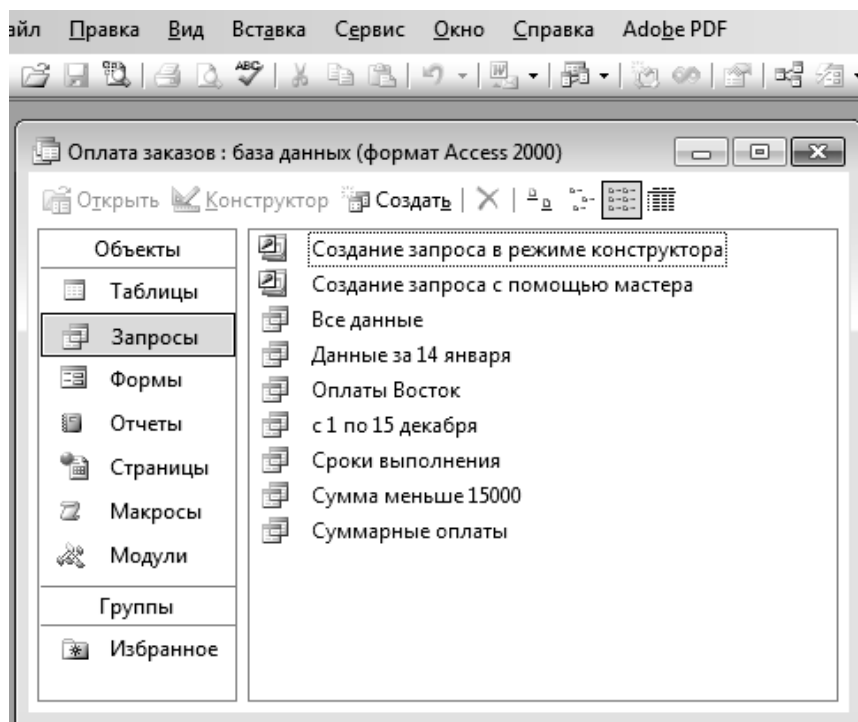 айл Правка Вид Вставка Сервис Окно Справка Adobe PDF
Оплата заказов : база данных (формат Access 2000)
Открыть Конструктор Создать
Объекты
Таблицы
Запросы
Формы
Отчеты
Страницы
Макросы
Модули
Группы
Избранное
Создание запроса в режиме конструктора
Создание запроса с помощью мастера
Все данные
Данные за 14 января
Оплаты Восток
с 1 по 15 декабря
Сроки выполнения
Сумма меньше 15000
Суммарные оплаты